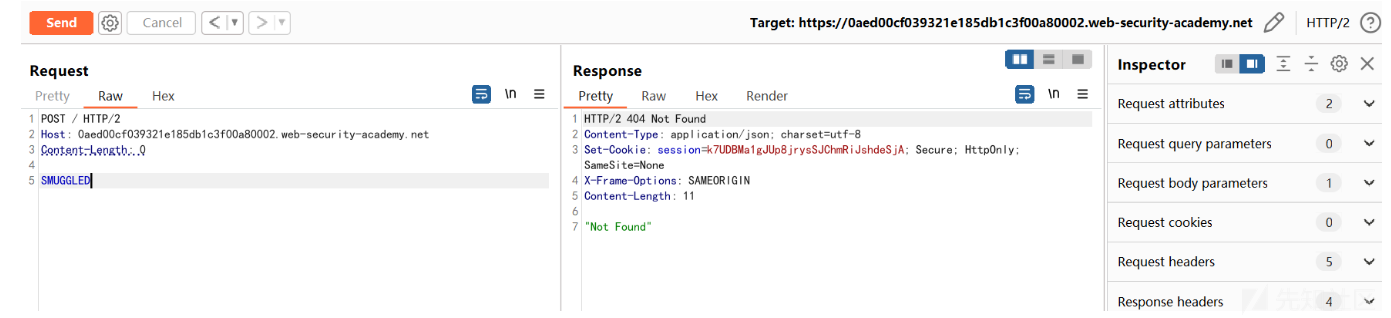 Send
Cancel
Target: https://0aed00cf039321e185db1c3f00a80002.web-security-academy.net
HTTP/2
Request
Pretty Raw Hex
\n
1 POST / HTTP/2
2 Host: 0aed00cf039321e185db1c3f00a80002.web-security-academy.net
3 Content-Length: 0
4
5 SMUGGLED
Response
Pretty Raw Hex Render
\n
1 HTTP/2 404 Not Found
2 Content-Type: application/json; charset=utf-8
3 Set-Cookie: session=k7UDBMa1gJUp8jrysSJChmRiJshdeSjA; Secure; HttpOnly;
SameSite=None
4 X-Frame-Options: SAMEORIGIN
5 Content-Length: 11
6
7 "Not Found"
Inspector
Request attributes 2
Request query parameters 0
Request body parameters 1
Request cookies 0
Request headers 5
Response headers 4
先知社区